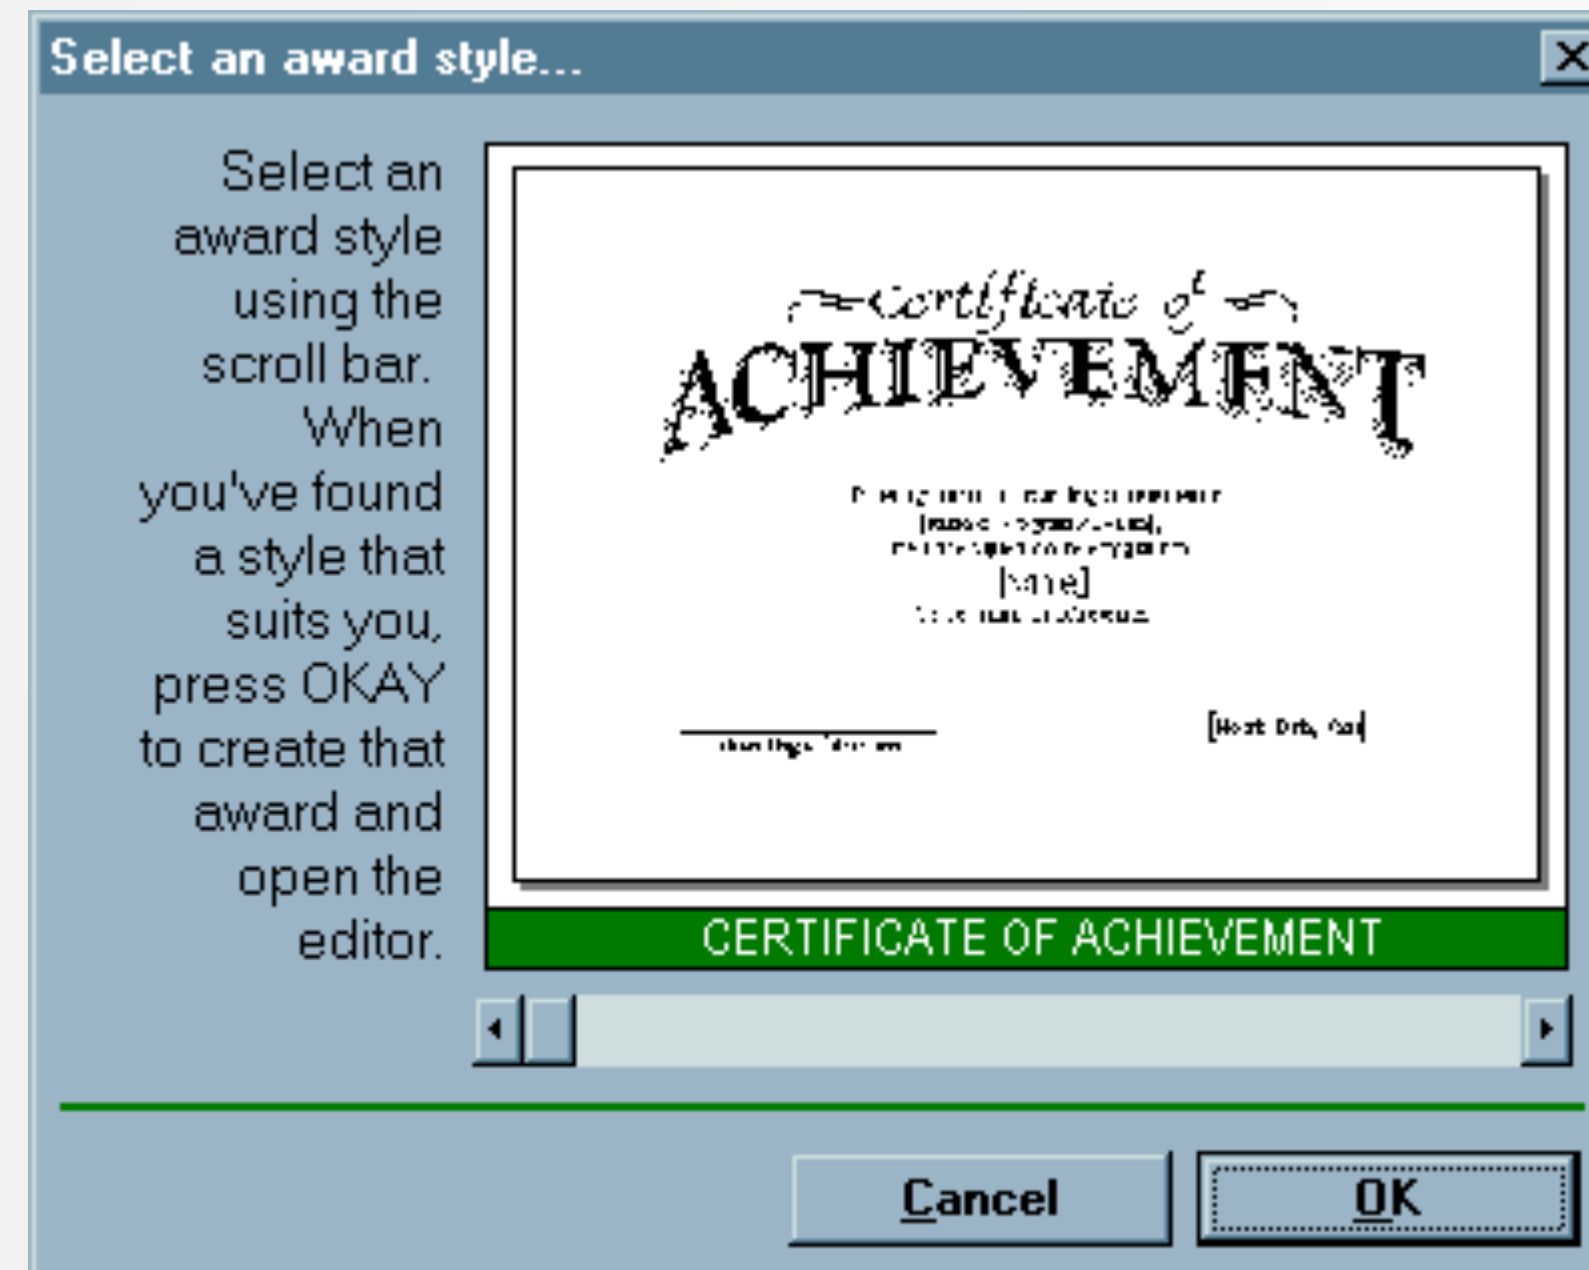 Select an award style...
Select an
award style
using the
scroll bar.
When
you've found
a style that
suits you,
press OKAY
to create that
award and
open the
editor.
Certificate of
ACHIEVEMENT
CERTIFICATE OF ACHIEVEMENT
Cancel
OK